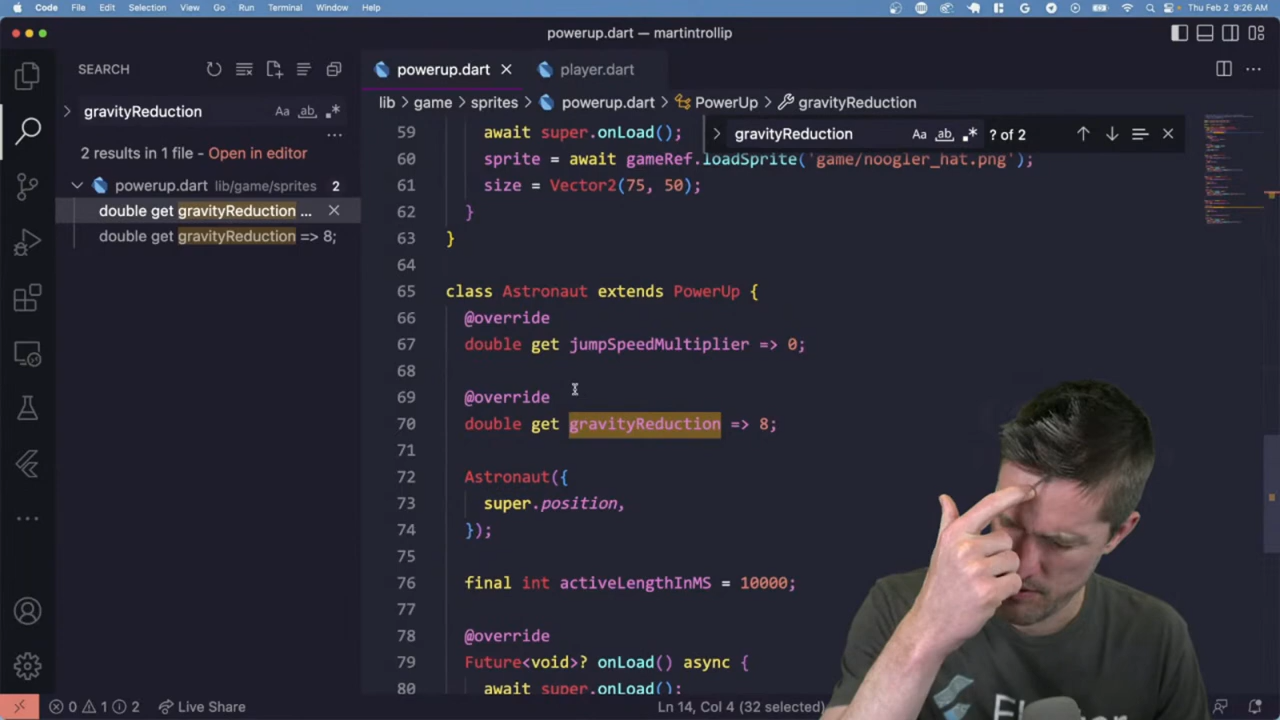 Code File Edit Selection View Go Run Terminal Window Help
Thu Feb 2 9:26 AM
powerup.dart — martintrollip
SEARCH
powerup.dart
player.dart
gravityReduction
Aa
ab
lib > game > sprites > powerup.dart > PowerUp > gravityReduction
gravityReduction
Aa
ab
? of 2
2 results in 1 file - Open in editor
powerup.dart lib/game/sprites 2
double get gravityReduction ...
double get gravityReduction => 8;
59 await super.onLoad();
60 sprite = await gameRef.loadSprite('game/noogler_hat.png');
61 size = Vector2(75, 50);
62 }
63 }
64
65 class Astronaut extends PowerUp {
66 @override
67 double get jumpSpeedMultiplier => 0;
68
69 @override
70 double get gravityReduction => 8;
71
72 Astronaut({
73 super.position,
74 });
75
76 final int activeLengthInMS = 10000;
77
78 @override
79 Future<void>? onLoad() async {
80 await super.onLoad();
0 1 2 Live Share
Ln 14, Col 4 (32 selected)